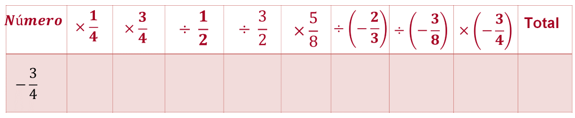 Número × 1/4 × 3/4 ÷ 1/2 ÷ 3/2 × 5/8 ÷ (−2/3) ÷ (−3/8) × (−3/4) Total
−3/4